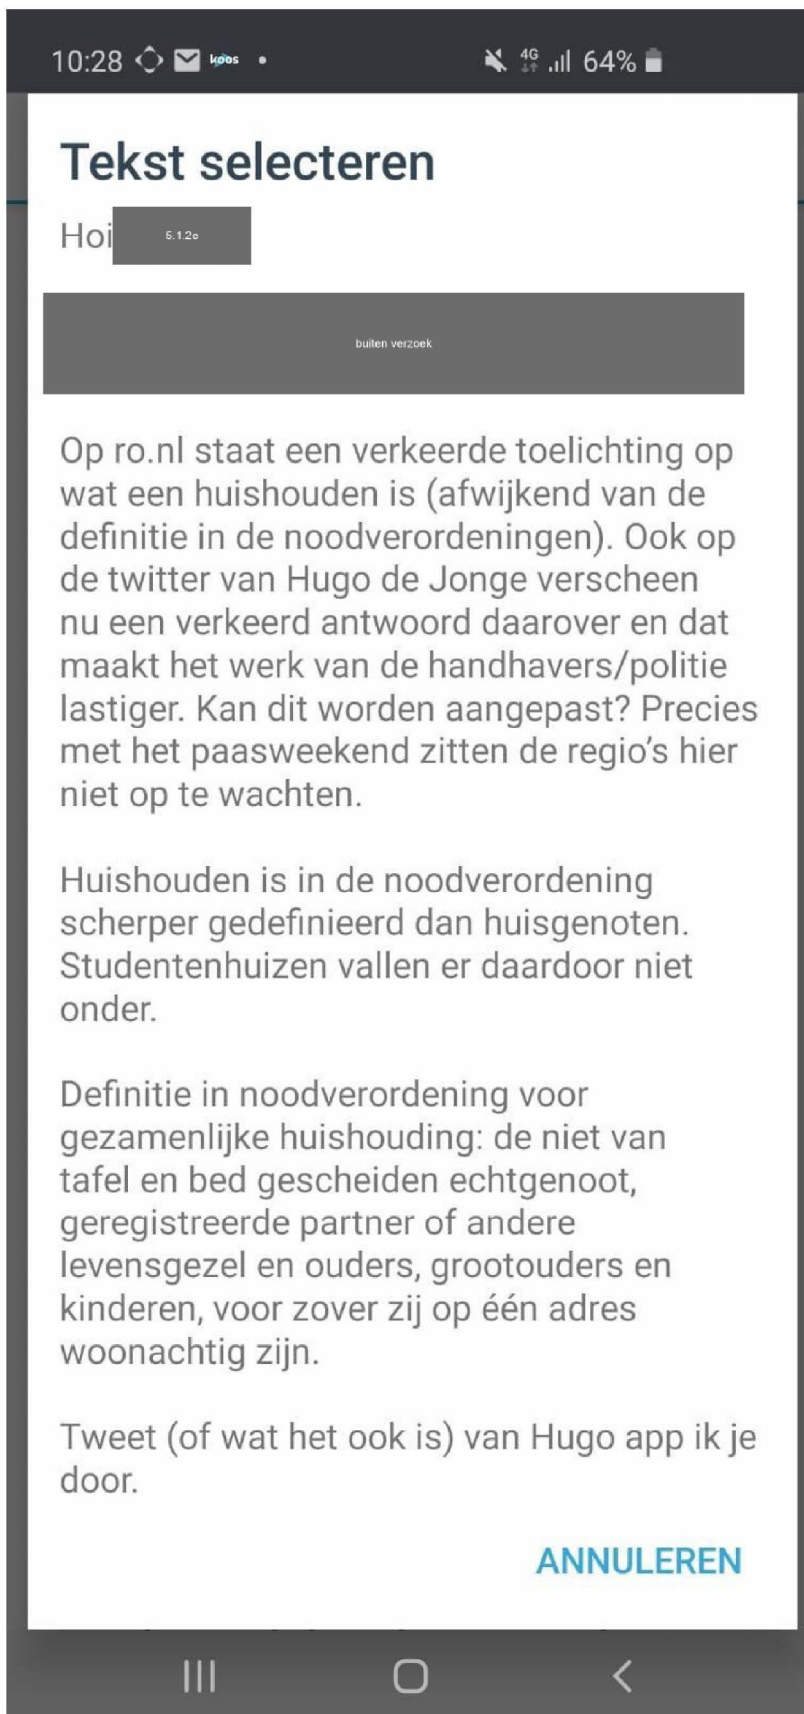 10:28 koos 4G 64%
Tekst selecteren
Hoi 5.1.2e
buiten verzoek
Op ro.nl staat een verkeerde toelichting op
wat een huishouden is (afwijkend van de
definitie in de noodverordeningen). Ook op
de twitter van Hugo de Jonge verscheen
nu een verkeerd antwoord daarover en dat
maakt het werk van de handhavers/politie
lastiger. Kan dit worden aangepast? Precies
met het paasweekend zitten de regio's hier
niet op te wachten.
Huishouden is in de noodverordening
scherper gedefinieerd dan huisgenoten.
Studentenhuizen vallen er daardoor niet
onder.
Definitie in noodverordening voor
gezamenlijke huishouding: de niet van
tafel en bed gescheiden echtgenoot,
geregistreerde partner of andere
levensgezel en ouders, grootouders en
kinderen, voor zover zij op één adres
woonachtig zijn.
Tweet (of wat het ook is) van Hugo app ik je
door.
ANNULEREN